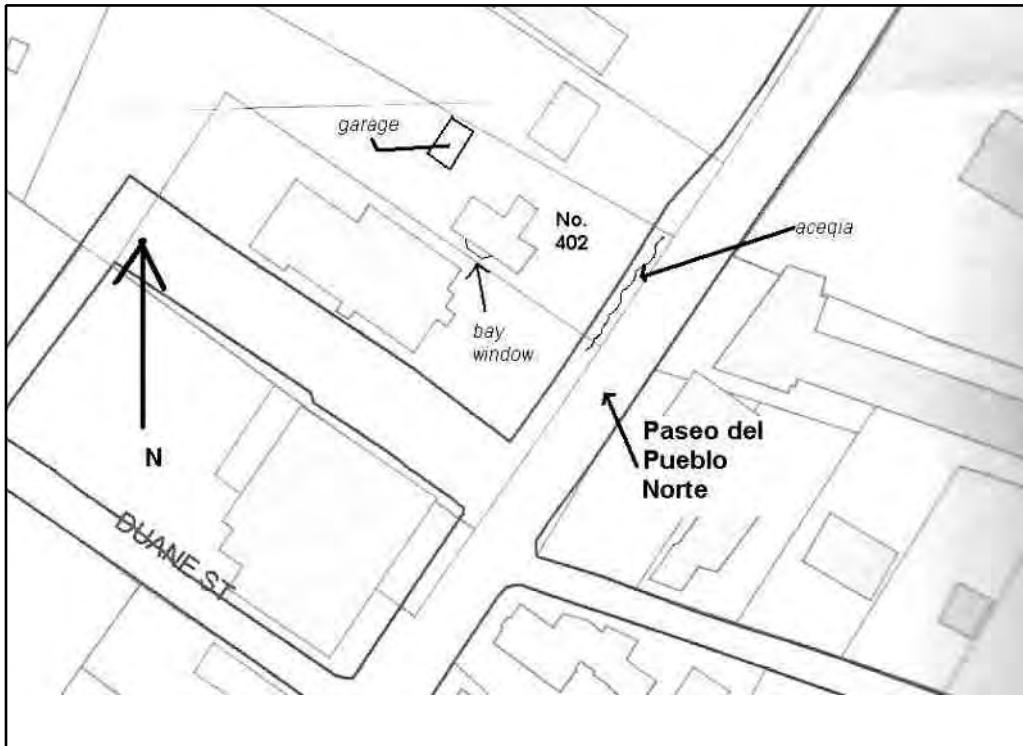 garage
No.
402
aceqia
bay
window
Paseo del
Pueblo
Norte
N
DUANE ST